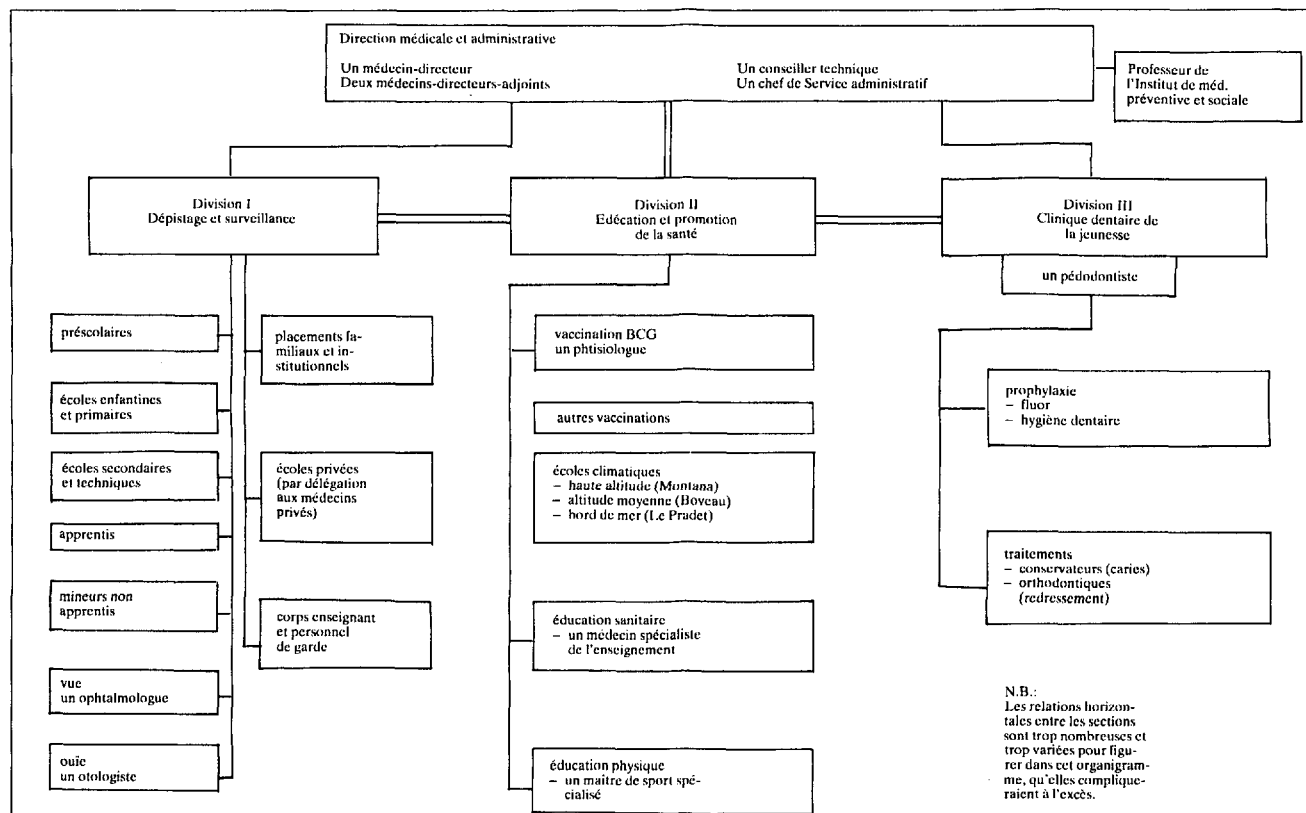 Direction médicale et administrative
Un médecin-directeur
Deux médecins-directeurs-adjoints
Un conseiller technique
Un chef de Service administratif
Professeur de
l'Institut de méd.
préventive et sociale
Division I
Dépistage et surveillance
Division II
Edécation et promotion
de la santé
Division III
Clinique dentaire de
la jeunesse
un pédodontiste
préscolaires
écoles enfantines
et primaires
écoles secondaires
et techniques
apprentis
mineurs non
apprentis
vue
un ophtalmologue
ouïe
un otologiste
placements fa-
miliaux et in-
stitutionnels
écoles privées
(par délégation
aux médecins
privés)
corps enseignant
et personnel
de garde
vaccination BCG
un phtisiologue
autres vaccinations
écoles climatiques
– haute altitude (Montana)
– altitude moyenne (Boveau)
– bord de mer (Le Pradet)
éducation sanitaire
– un médecin spécialiste
de l'enseignement
éducation physique
– un maître de sport spé-
cialisé
prophylaxie
– fluor
– hygiène dentaire
traitements
– conservateurs (caries)
– orthodontiques
(redressement)
N.B.:
Les relations horizon-
tales entre les sections
sont trop nombreuses et
trop variées pour figu-
rer dans cet organigram-
me, qu'elles complique-
raient à l'excès.